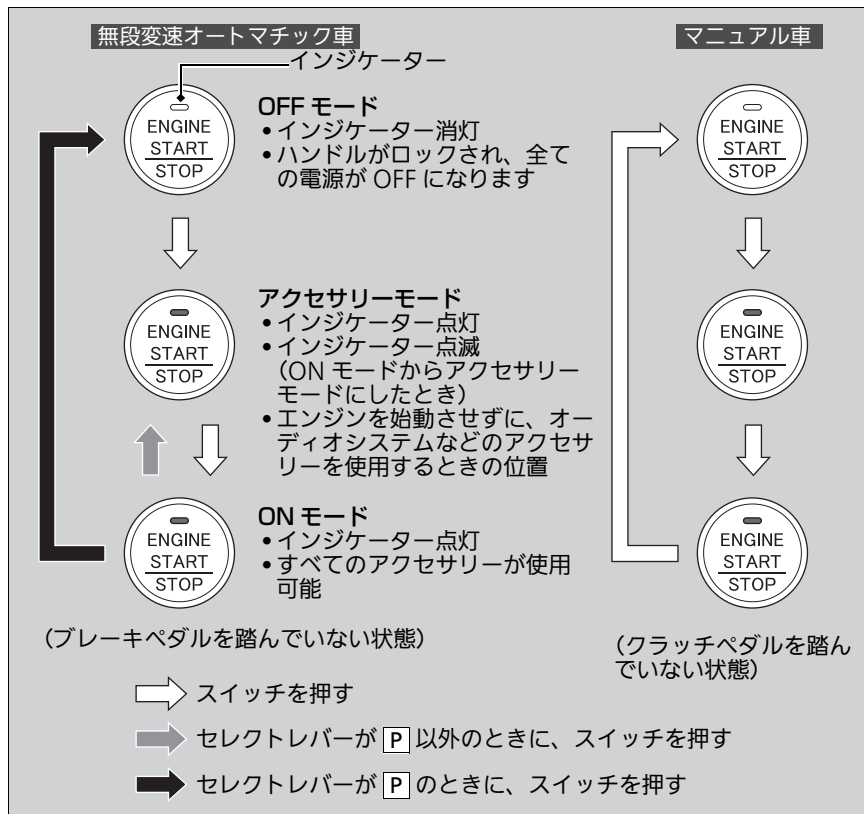 無段変速オートマチック車
インジケーター
ENGINE
START
STOP
OFF モード
•インジケーター消灯
•ハンドルがロックされ、全て
の電源が OFF になります
ENGINE
START
STOP
アクセサリーモード
•インジケーター点灯
•インジケーター点滅
（ON モードからアクセサリー
モードにしたとき）
•エンジンを始動させずに、オー
ディオシステムなどのアクセサ
リーを使用するときの位置
ENGINE
START
STOP
ON モード
•インジケーター点灯
•すべてのアクセサリーが使用
可能
（ブレーキペダルを踏んでいない状態）
マニュアル車
ENGINE
START
STOP
ENGINE
START
STOP
ENGINE
START
STOP
（クラッチペダルを踏ん
でいない状態）
スイッチを押す
セレクトレバーが P 以外のときに、スイッチを押す
セレクトレバーが P のときに、スイッチを押す